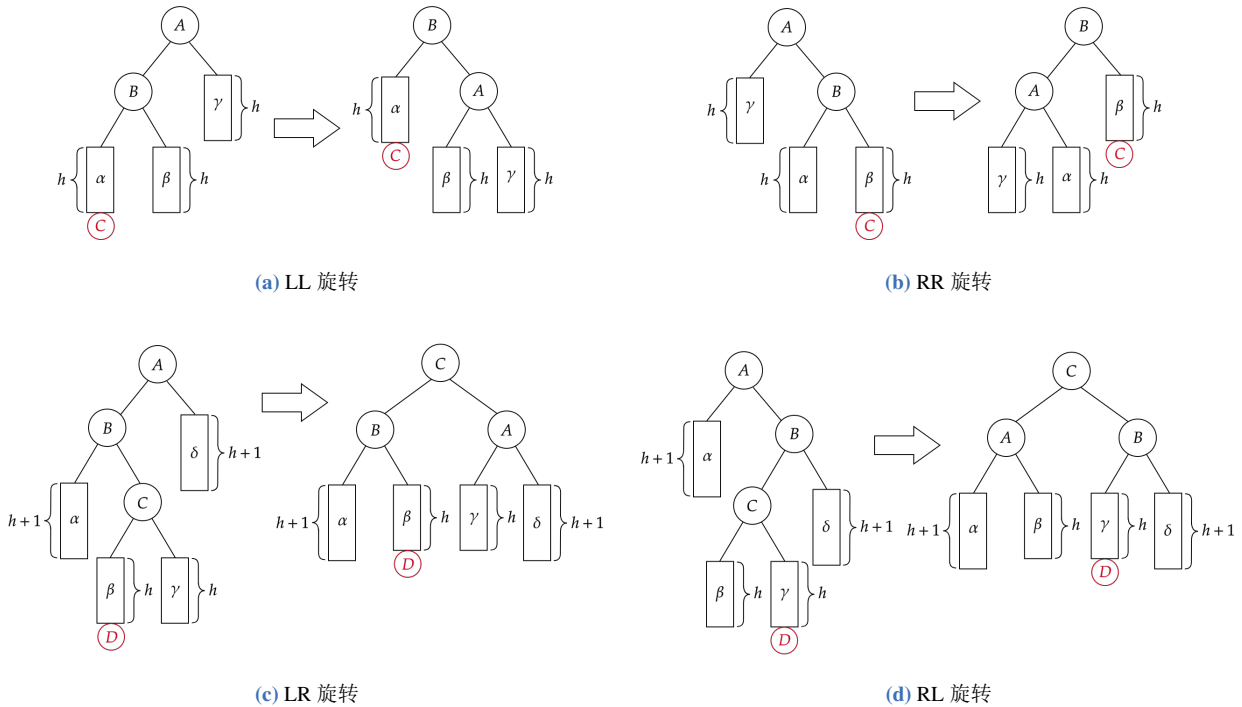 A
B
γ
h
h
α
β
h
C
B
h
α
A
C
β
h
γ
h
(a) LL 旋转
A
h
γ
B
h
α
β
h
C
B
A
β
h
C
γ
h
α
h
(b) RR 旋转
A
B
δ
h+1
h+1
α
C
β
h
γ
h
D
C
B
A
h+1
α
β
h
γ
h
δ
h+1
D
(c) LR 旋转
A
h+1
α
B
C
δ
h+1
β
h
γ
h
D
C
A
B
h+1
α
β
h
γ
h
δ
h+1
D
(d) RL 旋转